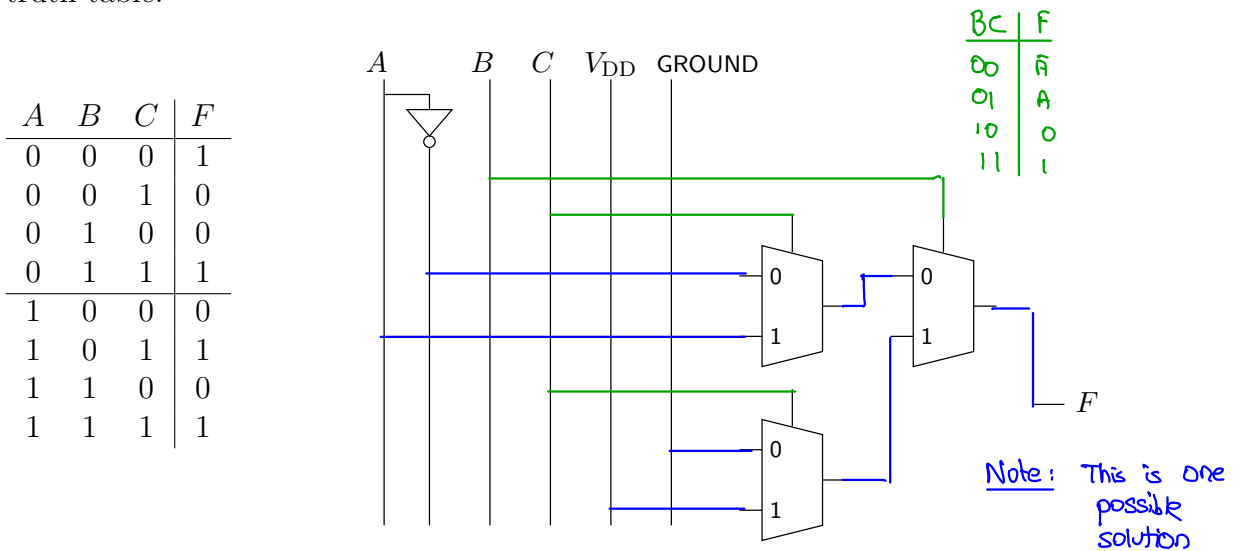 truth table:
A B C F
0 0 0 1
0 0 1 0
0 1 0 0
0 1 1 1
1 0 0 0
1 0 1 1
1 1 0 0
1 1 1 1
A B C V_DD GROUND
0
1
0
1
0
1
F
BC F
00 Ā
01 A
10 0
11 1
Note: This is one
possible
solution